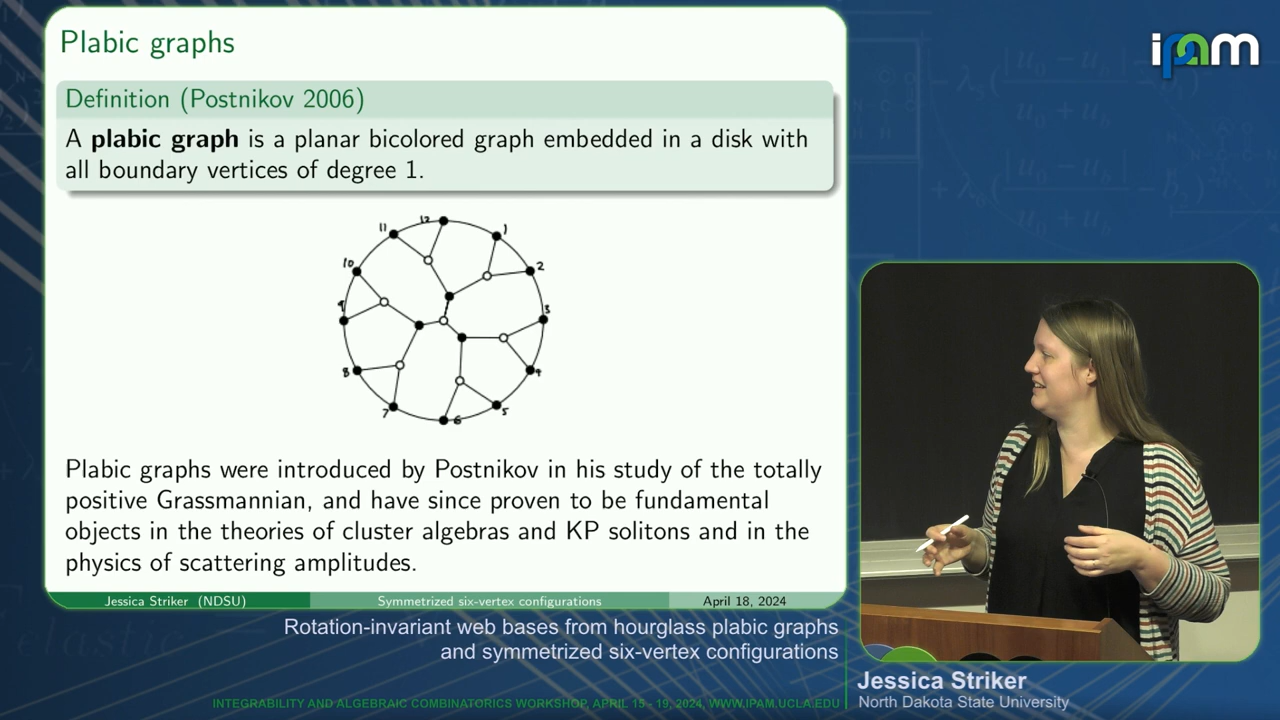 Plabic graphs
Definition (Postnikov 2006)
A plabic graph is a planar bicolored graph embedded in a disk with
all boundary vertices of degree 1.
12
11
1
10
2
9
3
8
4
7
5
6
Plabic graphs were introduced by Postnikov in his study of the totally
positive Grassmannian, and have since proven to be fundamental
objects in the theories of cluster algebras and KP solitons and in the
physics of scattering amplitudes.
Jessica Striker (NDSU) Symmetrized six-vertex configurations April 18, 2024
Rotation-invariant web bases from hourglass plabic graphs
and symmetrized six-vertex configurations
INTEGRABILITY AND ALGEBRAIC COMBINATORICS WORKSHOP, APRIL 15 - 19, 2024, WWW.IPAM.UCLA.EDU
ipam
Jessica Striker
North Dakota State University
elastic